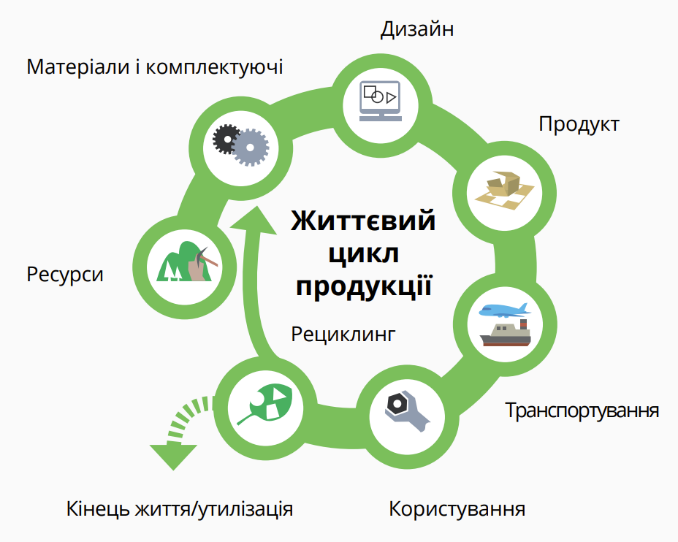 Дизайн
Матеріали і комплектуючі
Продукт
Життєвий
цикл
продукції
Ресурси
Рециклинг
Транспортування
Кінець життя/утилізація
Користування